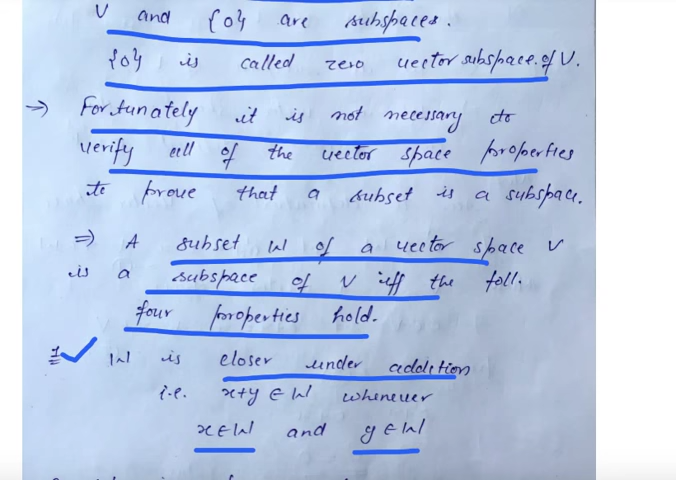 V and {0} are subspaces.
{0} is called zero vector subspace of V.
⇒ Fortunately it is not necessary to
verify all of the vector space properties
to prove that a subset is a subspace.
⇒ A subset W of a vector space V
is a subspace of V iff the foll.
four properties hold.
1 ✓ W is closer under addition
i.e. x+y ∈ W whenever
x ∈ W and y ∈ W